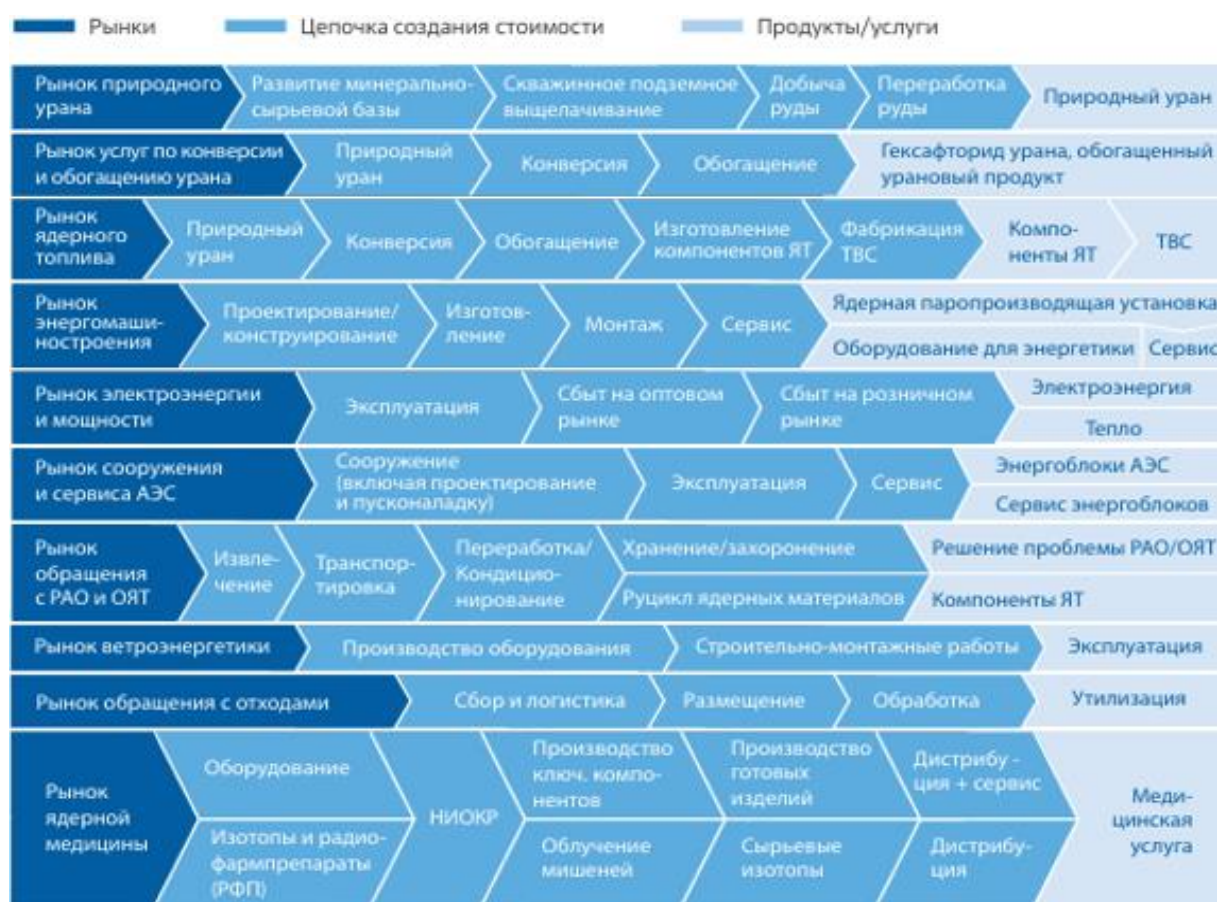 Рынки
Цепочка создания стоимости
Продукты/услуги
Рынок природного
урана
Развитие минерально-
сырьевой базы
Скважинное подземное
выщелачивание
Добыча
руды
Переработка
руды
Природный уран
Рынок услуг по конверсии
и обогащению урана
Природный
уран
Конверсия
Обогащение
Гексафторид урана, обогащенный
урановый продукт
Рынок
ядерного
топлива
Природный
уран
Конверсия
Обогащение
Изготовление
компонентов ЯТ
Фабрикация
ТВС
Компо-
ненты ЯТ
ТВС
Рынок
энергомаши-
ностроения
Проектирование/
конструирование
Изготов-
ление
Монтаж
Сервис
Ядерная паропроизводящая установка
Оборудование для энергетики
Сервис
Рынок электроэнергии
и мощности
Эксплуатация
Сбыт на оптовом
рынке
Сбыт на розничном
рынке
Электроэнергия
Тепло
Рынок сооружения
и сервиса АЭС
Сооружение
(включая проектирование
и пусконаладку)
Эксплуатация
Сервис
Энергоблоки АЭС
Сервис энергоблоков
Рынок
обращения
с РАО и ОЯТ
Извле-
чение
Транспор-
тировка
Переработка/
Кондицио-
нирование
Хранение/захоронение
Руцикл ядерных материалов
Решение проблемы РАО/ОЯТ
Компоненты ЯТ
Рынок ветроэнергетики
Производство оборудования
Строительно-монтажные работы
Эксплуатация
Рынок обращения с отходами
Сбор и логистика
Размещение
Обработка
Утилизация
Рынок
ядерной
медицины
Оборудование
Изотопы и радио-
фармпрепараты
(РФП)
НИОКР
Производство
ключ. компо-
нентов
Производство
готовых
изделий
Дистрибу -
ция + сервис
Облучение
мишеней
Сырьевые
изотопы
Дистрибу-
ция
Меди-
цинская
услуга